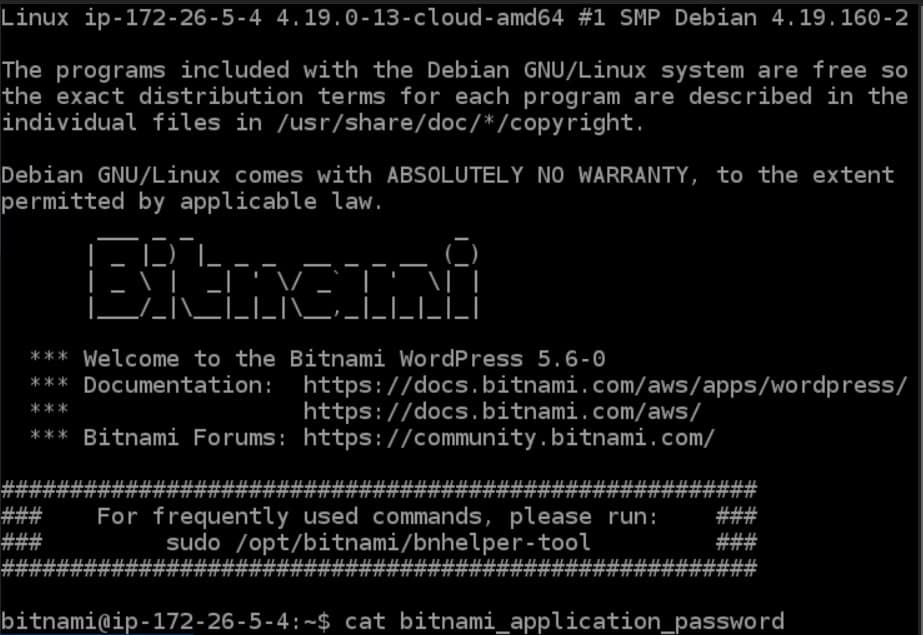 Linux ip-172-26-5-4 4.19.0-13-cloud-amd64 #1 SMP Debian 4.19.160-2
The programs included with the Debian GNU/Linux system are free so
the exact distribution terms for each program are described in the
individual files in /usr/share/doc/*/copyright.
Debian GNU/Linux comes with ABSOLUTELY NO WARRANTY, to the extent
permitted by applicable law.
Bitnami
*** Welcome to the Bitnami WordPress 5.6-0
*** Documentation:  https://docs.bitnami.com/aws/apps/wordpress/
***                 https://docs.bitnami.com/aws/
*** Bitnami Forums: https://community.bitnami.com/
#######################################################
###    For frequently used commands, please run:    ###
###         sudo /opt/bitnami/bnhelper-tool         ###
#######################################################
bitnami@ip-172-26-5-4:~$ cat bitnami_application_password